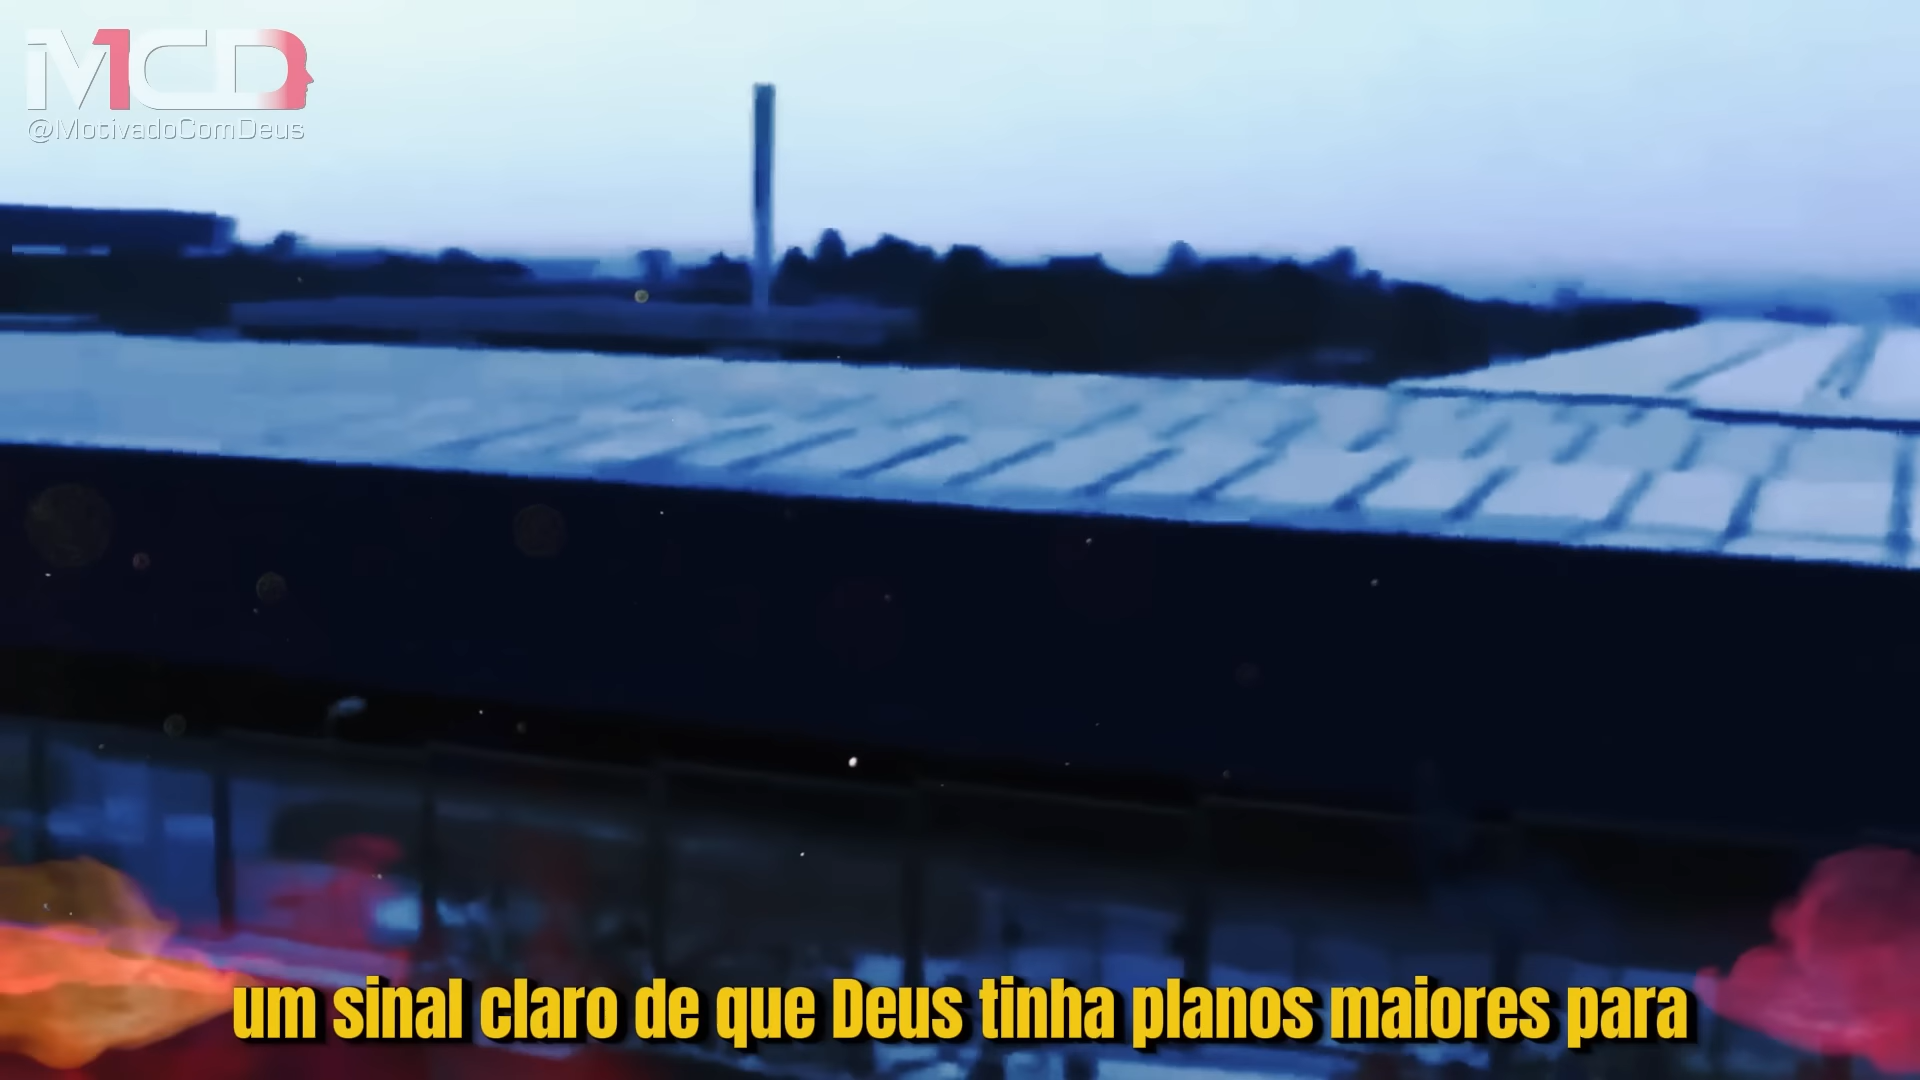 MCD
@MotivadoComDeus
um sinal claro de que Deus tinha planos maiores para